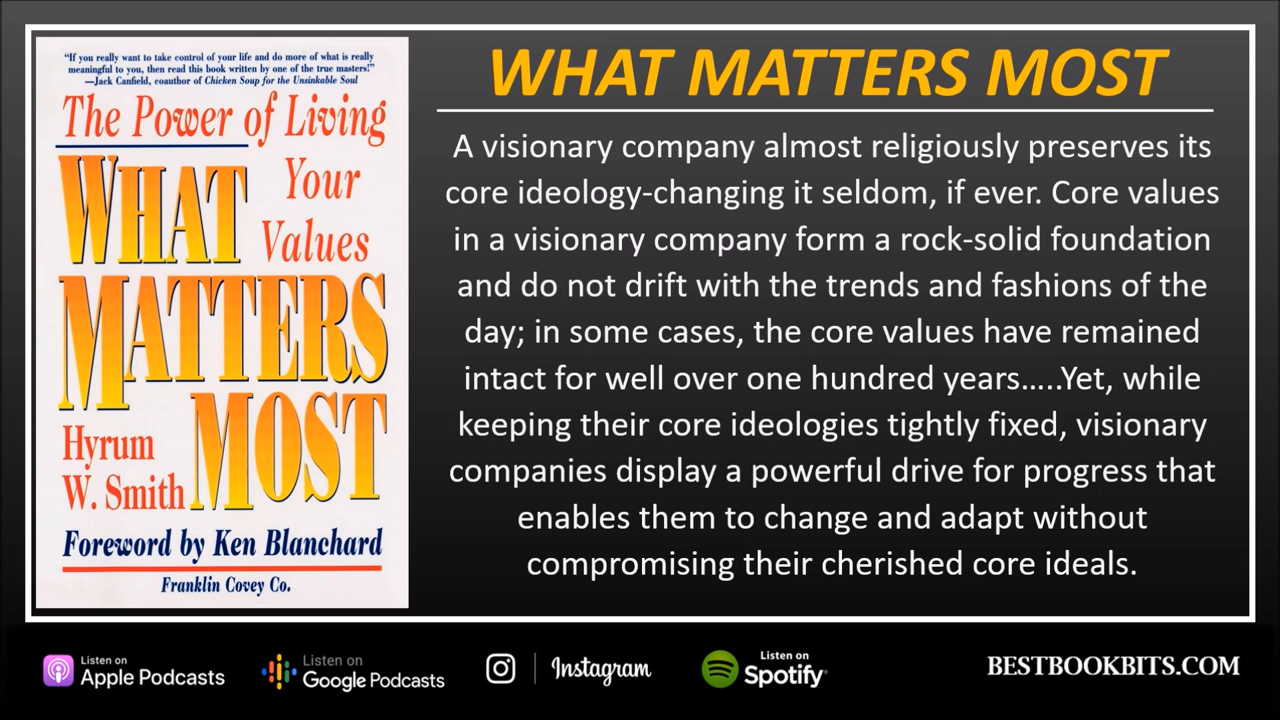 "If you really want to take control of your life and do more of what is really
meaningful to you, then read this book written by one of the true masters!"
—Jack Canfield, coauthor of Chicken Soup for the Unsinkable Soul
The Power of Living
WHAT Your
Values
MATTERS
MOST
Hyrum
W. Smith
Foreword by Ken Blanchard
Franklin Covey Co.
WHAT MATTERS MOST
A visionary company almost religiously preserves its
core ideology-changing it seldom, if ever. Core values
in a visionary company form a rock-solid foundation
and do not drift with the trends and fashions of the
day; in some cases, the core values have remained
intact for well over one hundred years…..Yet, while
keeping their core ideologies tightly fixed, visionary
companies display a powerful drive for progress that
enables them to change and adapt without
compromising their cherished core ideals.
Listen on
Apple Podcasts
Listen on
Google Podcasts
Instagram
Listen on
Spotify
BESTBOOKBITS.COM